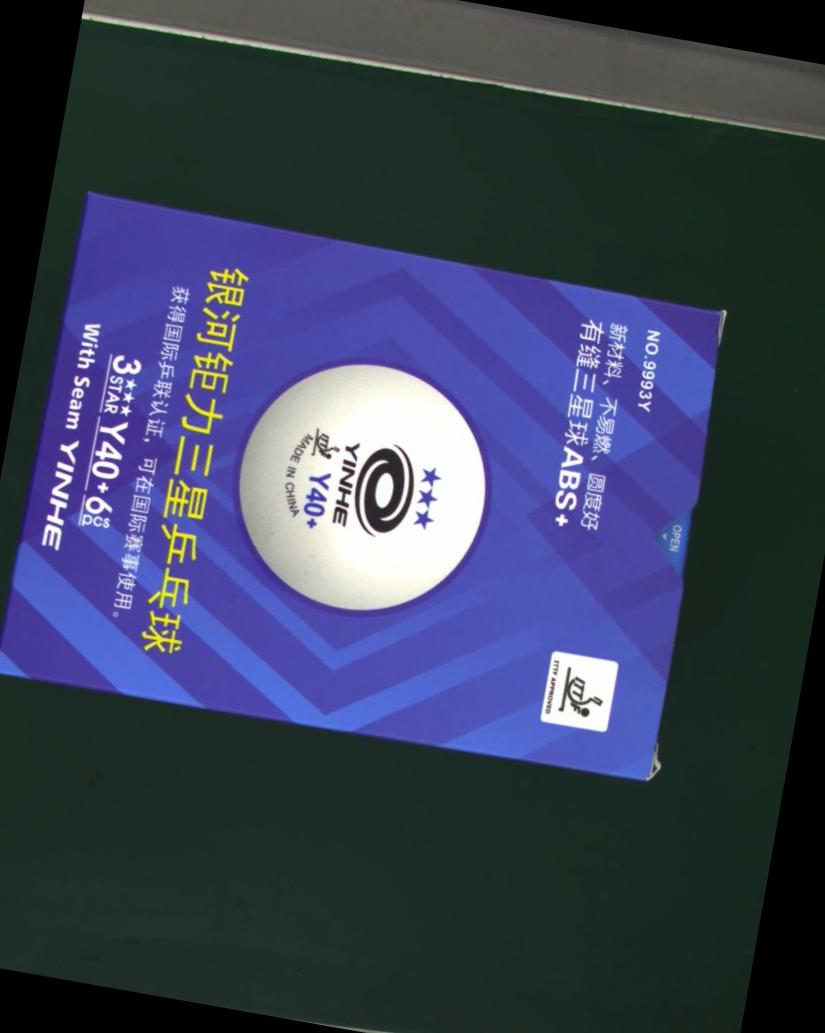 NO.9993Y
新材料、不易燃、圆度好
有缝三星球ABS+
OPEN
ITTF APPROVED
★★★
YINHE
Y40+
ITTF
MADE IN CHINA
银河钜力三星乒乓球
获得国际乒联认证，可在国际赛事使用。
3★★★ STAR Y40+ 6 pcs
With Seam YINHE